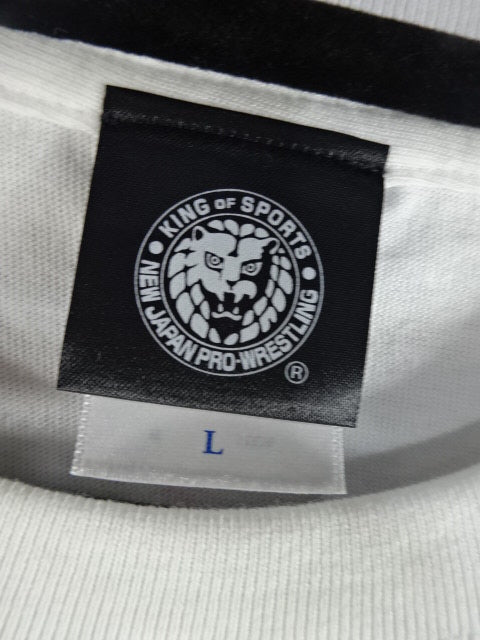 KING OF SPORTS
NEW JAPAN PRO-WRESTLING
®
L